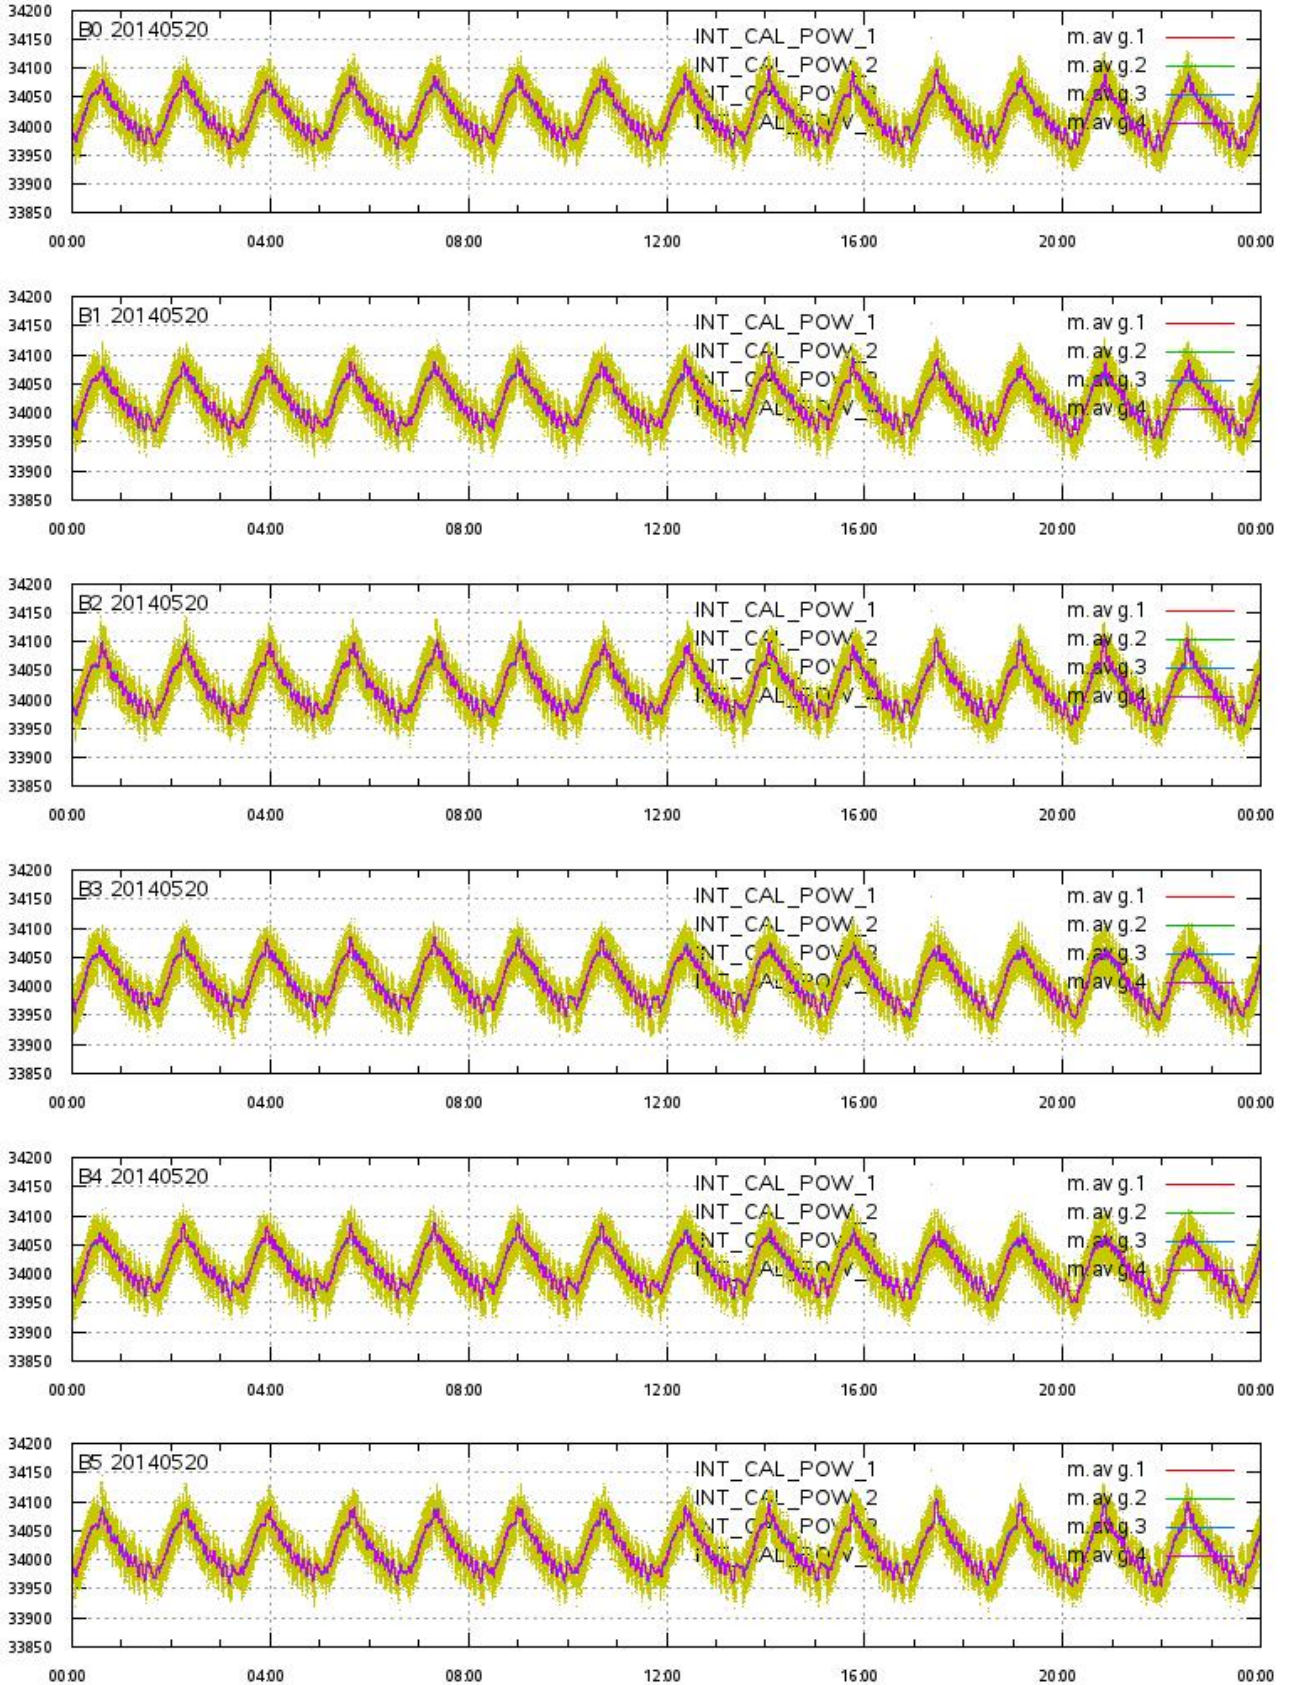 34200
34150 B0 20140520 INT_CAL_POW_1 m.avg.1
34100 INT_CAL_POW_2 m.avg.2
34050 m.avg.3
34000 m.avg.4
33950
33900
33850
00:00 04:00 08:00 12:00 16:00 20:00 00:00
34200
34150 B1 20140520 INT_CAL_POW_1 m.avg.1
34100 INT_CAL_POW_2 m.avg.2
34050 m.avg.3
34000 m.avg.4
33950
33900
33850
00:00 04:00 08:00 12:00 16:00 20:00 00:00
34200
34150 B2 20140520 INT_CAL_POW_1 m.avg.1
34100 INT_CAL_POW_2 m.avg.2
34050 m.avg.3
34000 m.avg.4
33950
33900
33850
00:00 04:00 08:00 12:00 16:00 20:00 00:00
34200
34150 B3 20140520 INT_CAL_POW_1 m.avg.1
34100 INT_CAL_POW_2 m.avg.2
34050 m.avg.3
34000 m.avg.4
33950
33900
33850
00:00 04:00 08:00 12:00 16:00 20:00 00:00
34200
34150 B4 20140520 INT_CAL_POW_1 m.avg.1
34100 INT_CAL_POW_2 m.avg.2
34050 m.avg.3
34000 m.avg.4
33950
33900
33850
00:00 04:00 08:00 12:00 16:00 20:00 00:00
34200
34150 B5 20140520 INT_CAL_POW_1 m.avg.1
34100 INT_CAL_POW_2 m.avg.2
34050 m.avg.3
34000 m.avg.4
33950
33900
33850
00:00 04:00 08:00 12:00 16:00 20:00 00:00